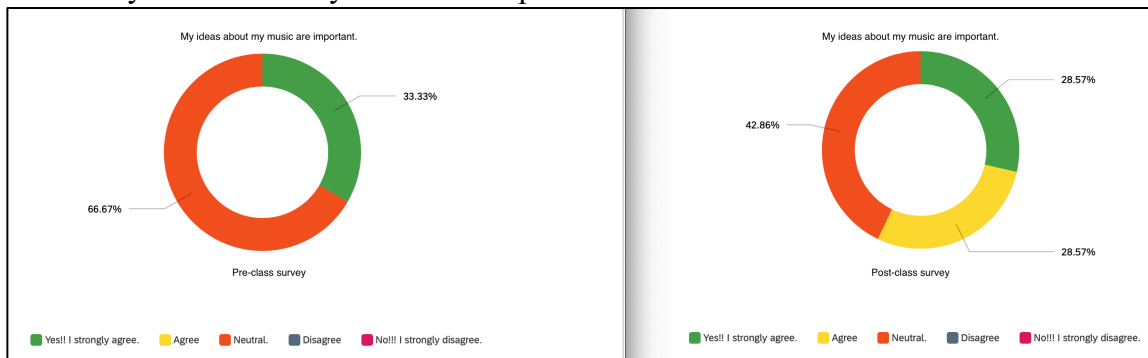 My ideas about my music are important.
33.33%
66.67%
Pre-class survey
Yes!! I strongly agree. Agree Neutral. Disagree No!!! I strongly disagree.
My ideas about my music are important.
28.57%
42.86%
28.57%
Post-class survey
Yes!! I strongly agree. Agree Neutral. Disagree No!!! I strongly disagree.